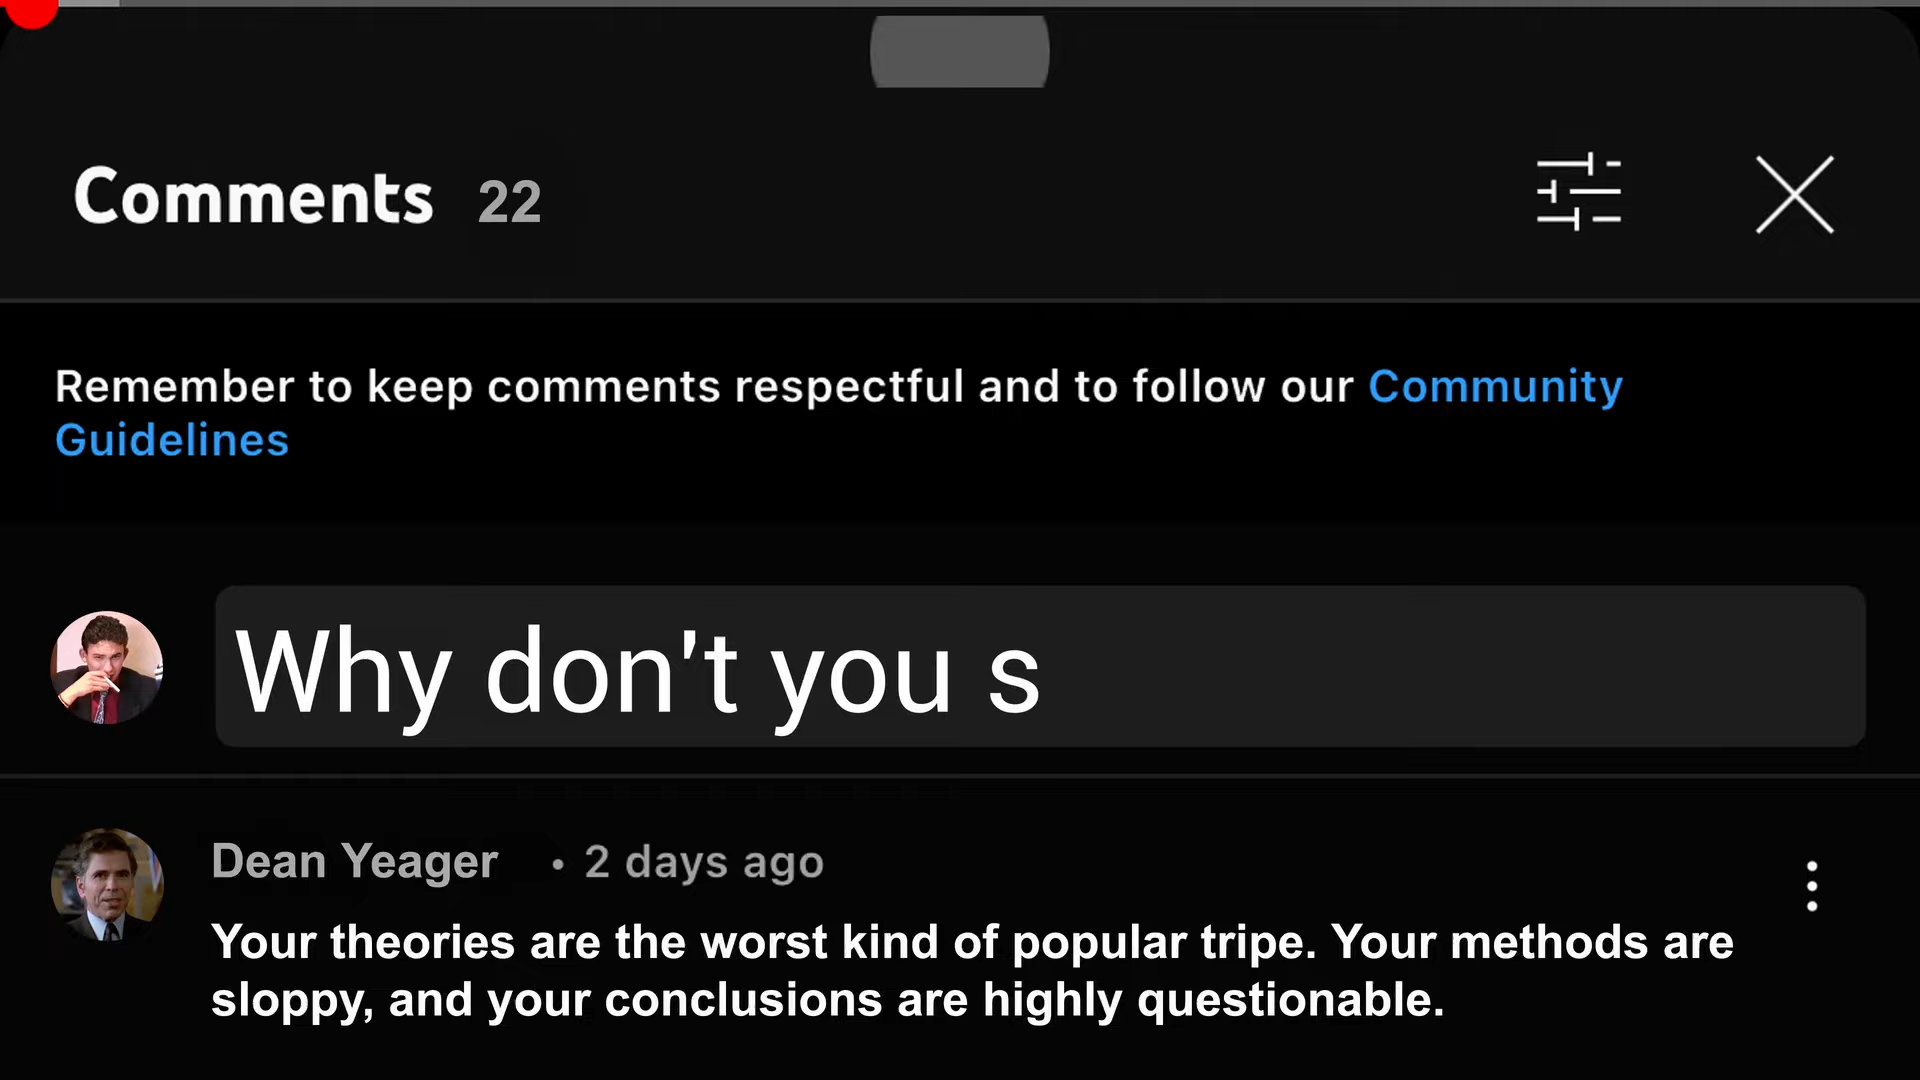 Comments 22
Remember to keep comments respectful and to follow our Community
Guidelines
Why don't you s
Dean Yeager • 2 days ago
Your theories are the worst kind of popular tripe. Your methods are
sloppy, and your conclusions are highly questionable.